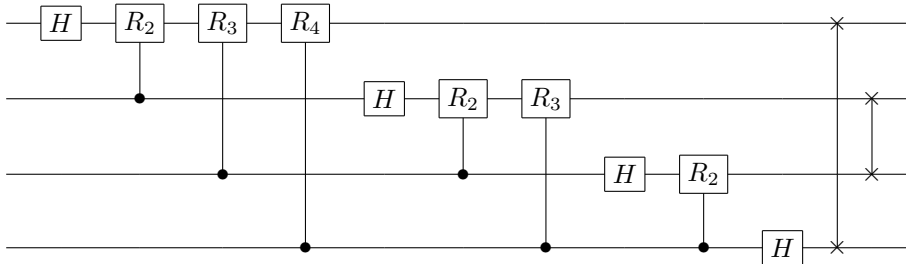 H R₂ R₃ R₄
H R₂ R₃
H R₂
H